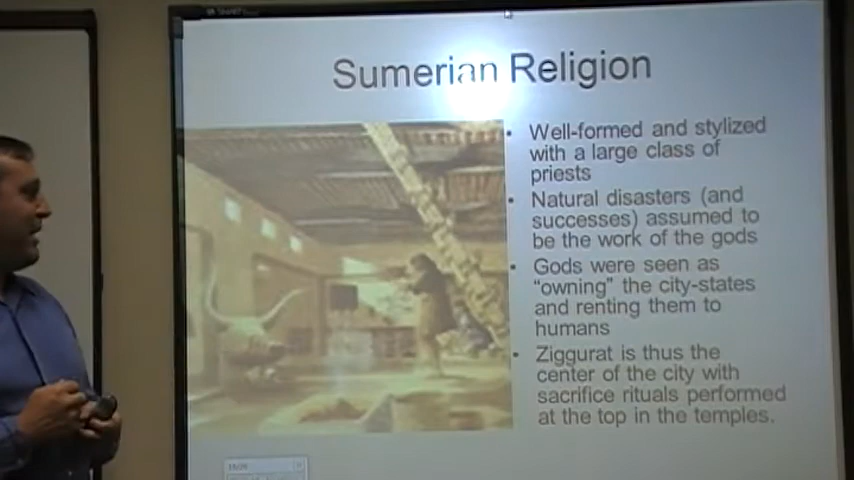 Sumerian Religion
• Well-formed and stylized
with a large class of
priests
• Natural disasters (and
successes) assumed to
be the work of the gods
• Gods were seen as
"owning" the city-states
and renting them to
humans
• Ziggurat is thus the
center of the city with
sacrifice rituals performed
at the top in the temples.